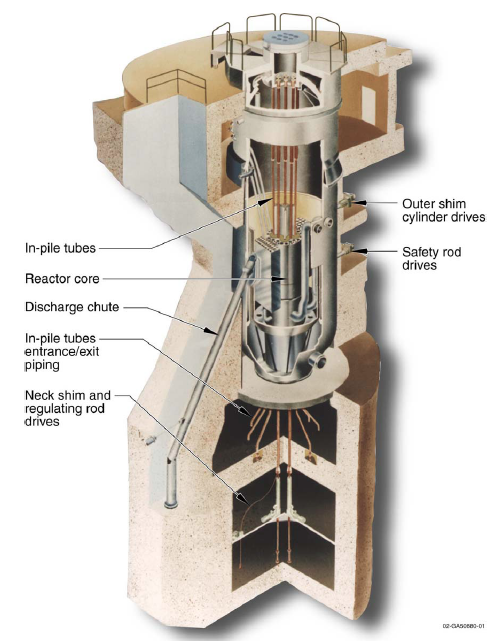 Outer shim
cylinder drives
In-pile tubes
Safety rod
drives
Reactor core
Discharge chute
In-pile tubes
entrance/exit
piping
Neck shim and
regulating rod
drives
02-GA50680-01